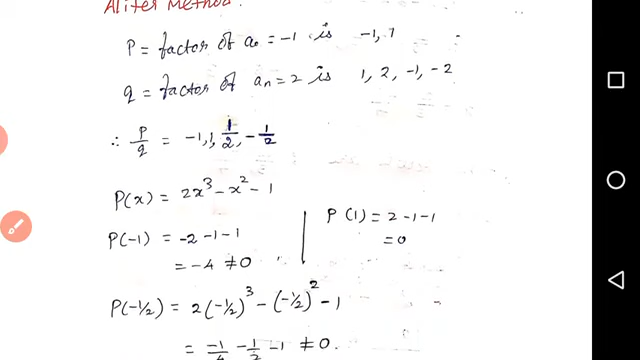 Aliter Method
P = factor of a₀ = -1 is -1, 1
q = factor of aₙ = 2 is 1, 2, -1, -2
∴ P/q = -1, 1, 1/2, -1/2
P(x) = 2x³ - x² - 1
P(-1) = -2 - 1 - 1
= -4 ≠ 0
P(1) = 2 - 1 - 1
= 0
P(-1/2) = 2(-1/2)³ - (-1/2)² - 1
= -1/4 - 1/2 - 1 ≠ 0.